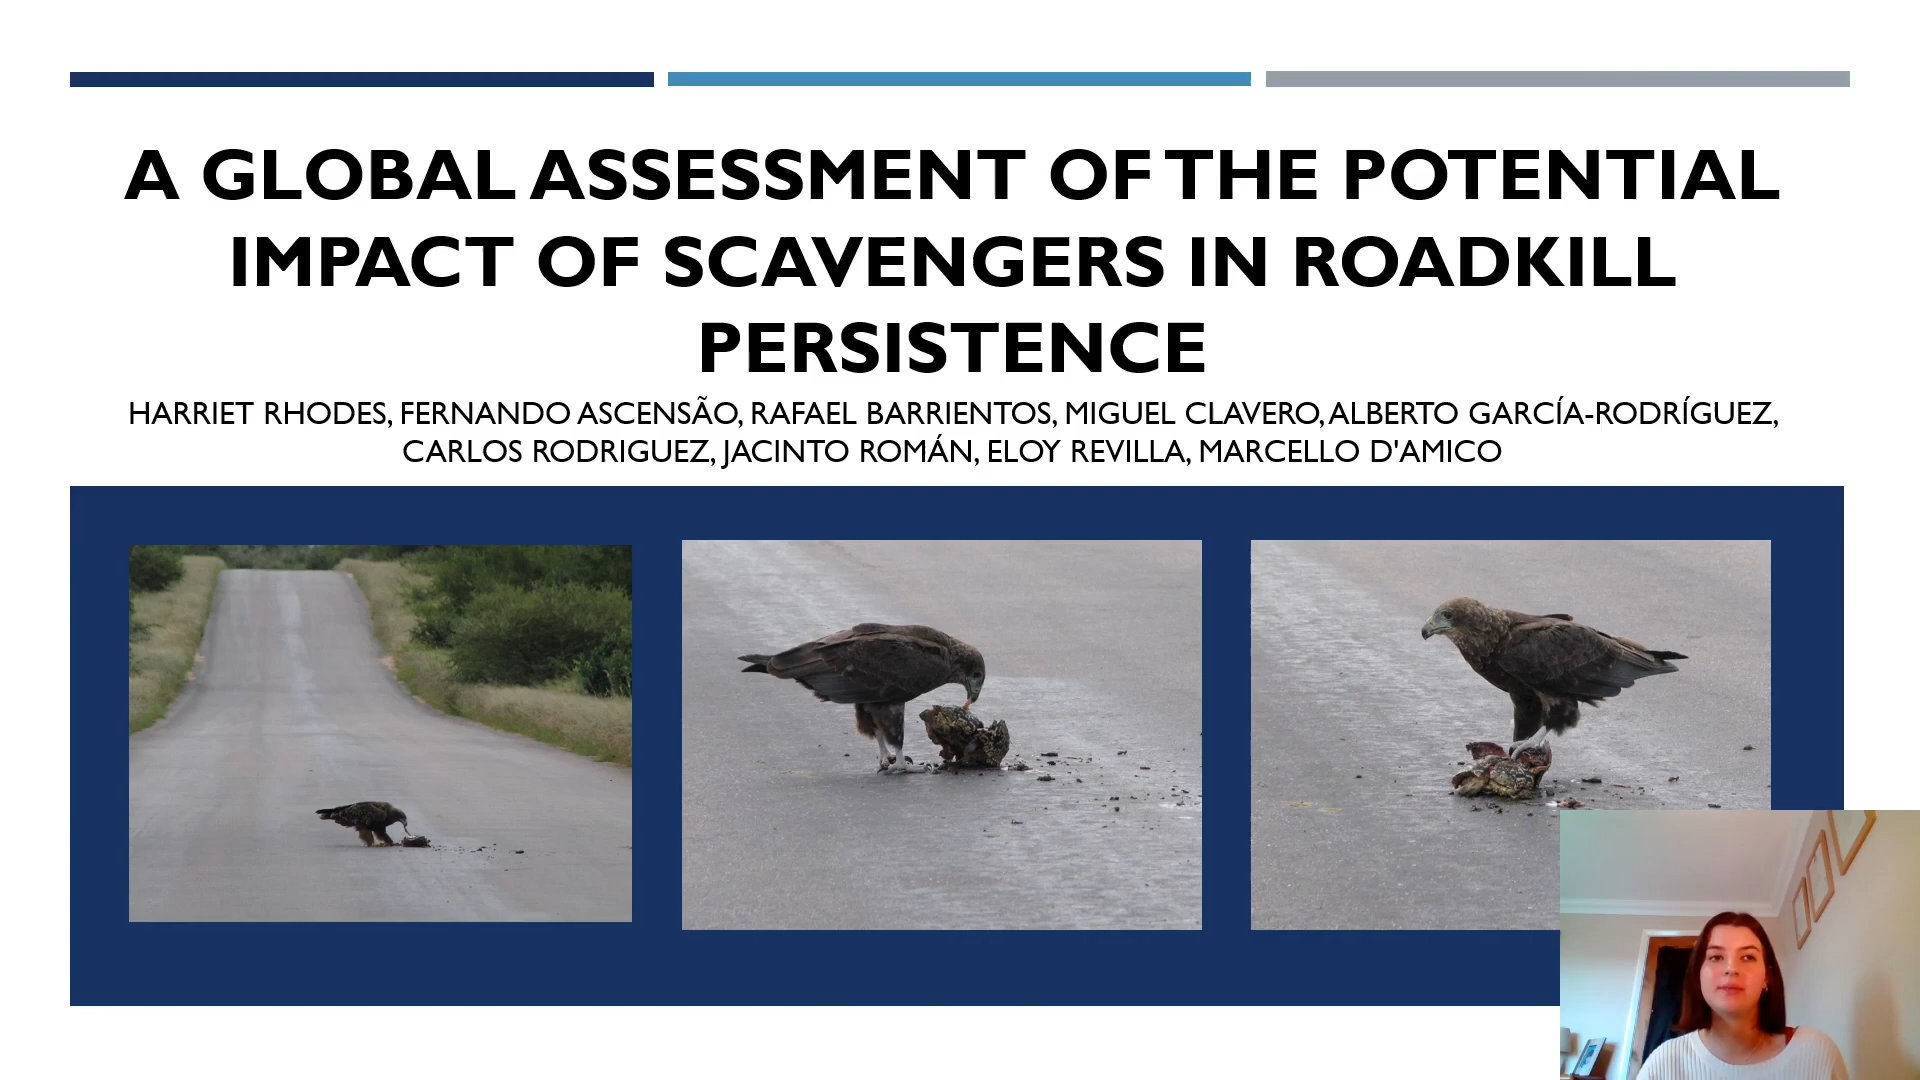 A GLOBAL ASSESSMENT OF THE POTENTIAL
IMPACT OF SCAVENGERS IN ROADKILL
PERSISTENCE
HARRIET RHODES, FERNANDO ASCENSÃO, RAFAEL BARRIENTOS, MIGUEL CLAVERO, ALBERTO GARCÍA-RODRÍGUEZ,
CARLOS RODRIGUEZ, JACINTO ROMÁN, ELOY REVILLA, MARCELLO D'AMICO